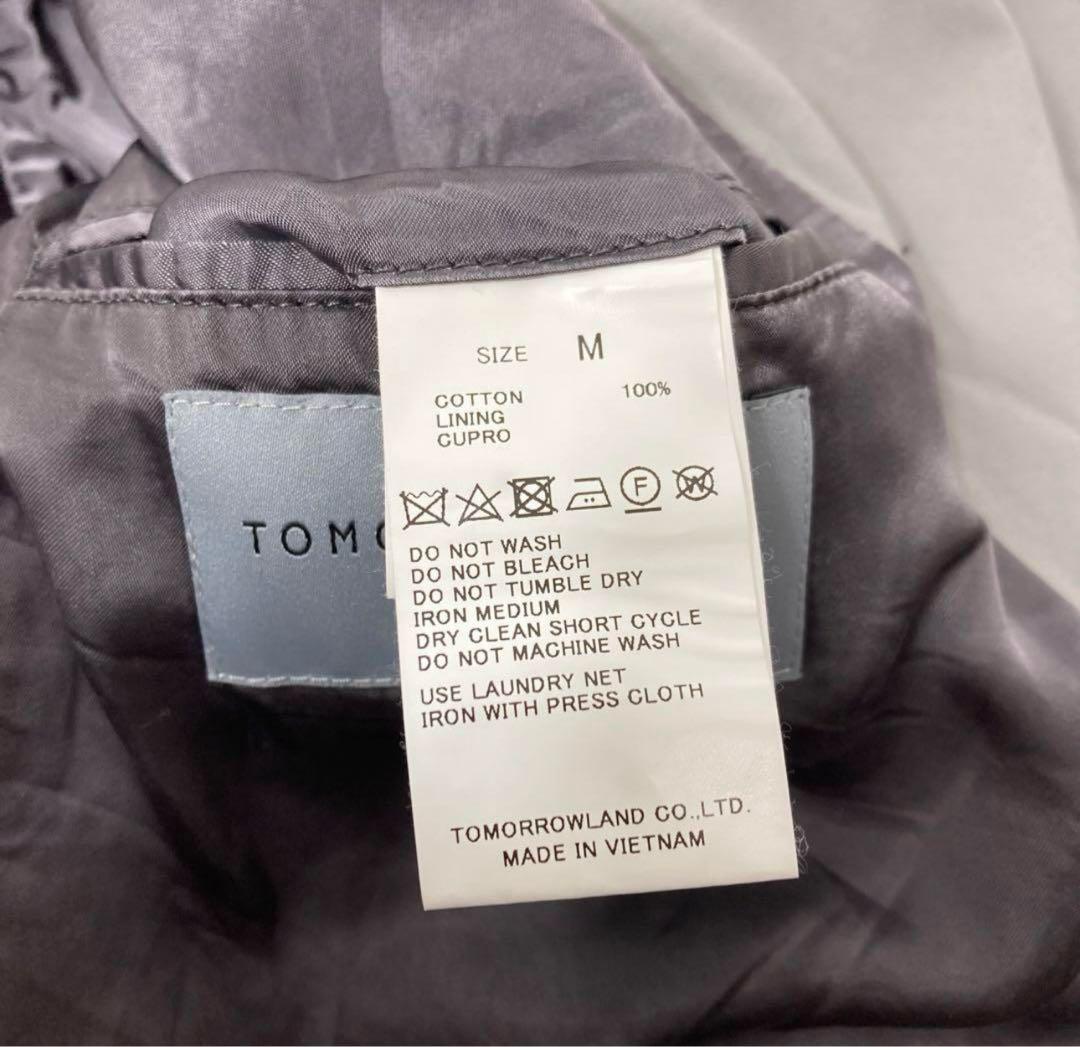 SIZE M
COTTON 100%
LINING
CUPRO
F W
DO NOT WASH
DO NOT BLEACH
DO NOT TUMBLE DRY
IRON MEDIUM
DRY CLEAN SHORT CYCLE
DO NOT MACHINE WASH
USE LAUNDRY NET
IRON WITH PRESS CLOTH
TOMORROWLAND CO.,LTD.
MADE IN VIETNAM
TOMO